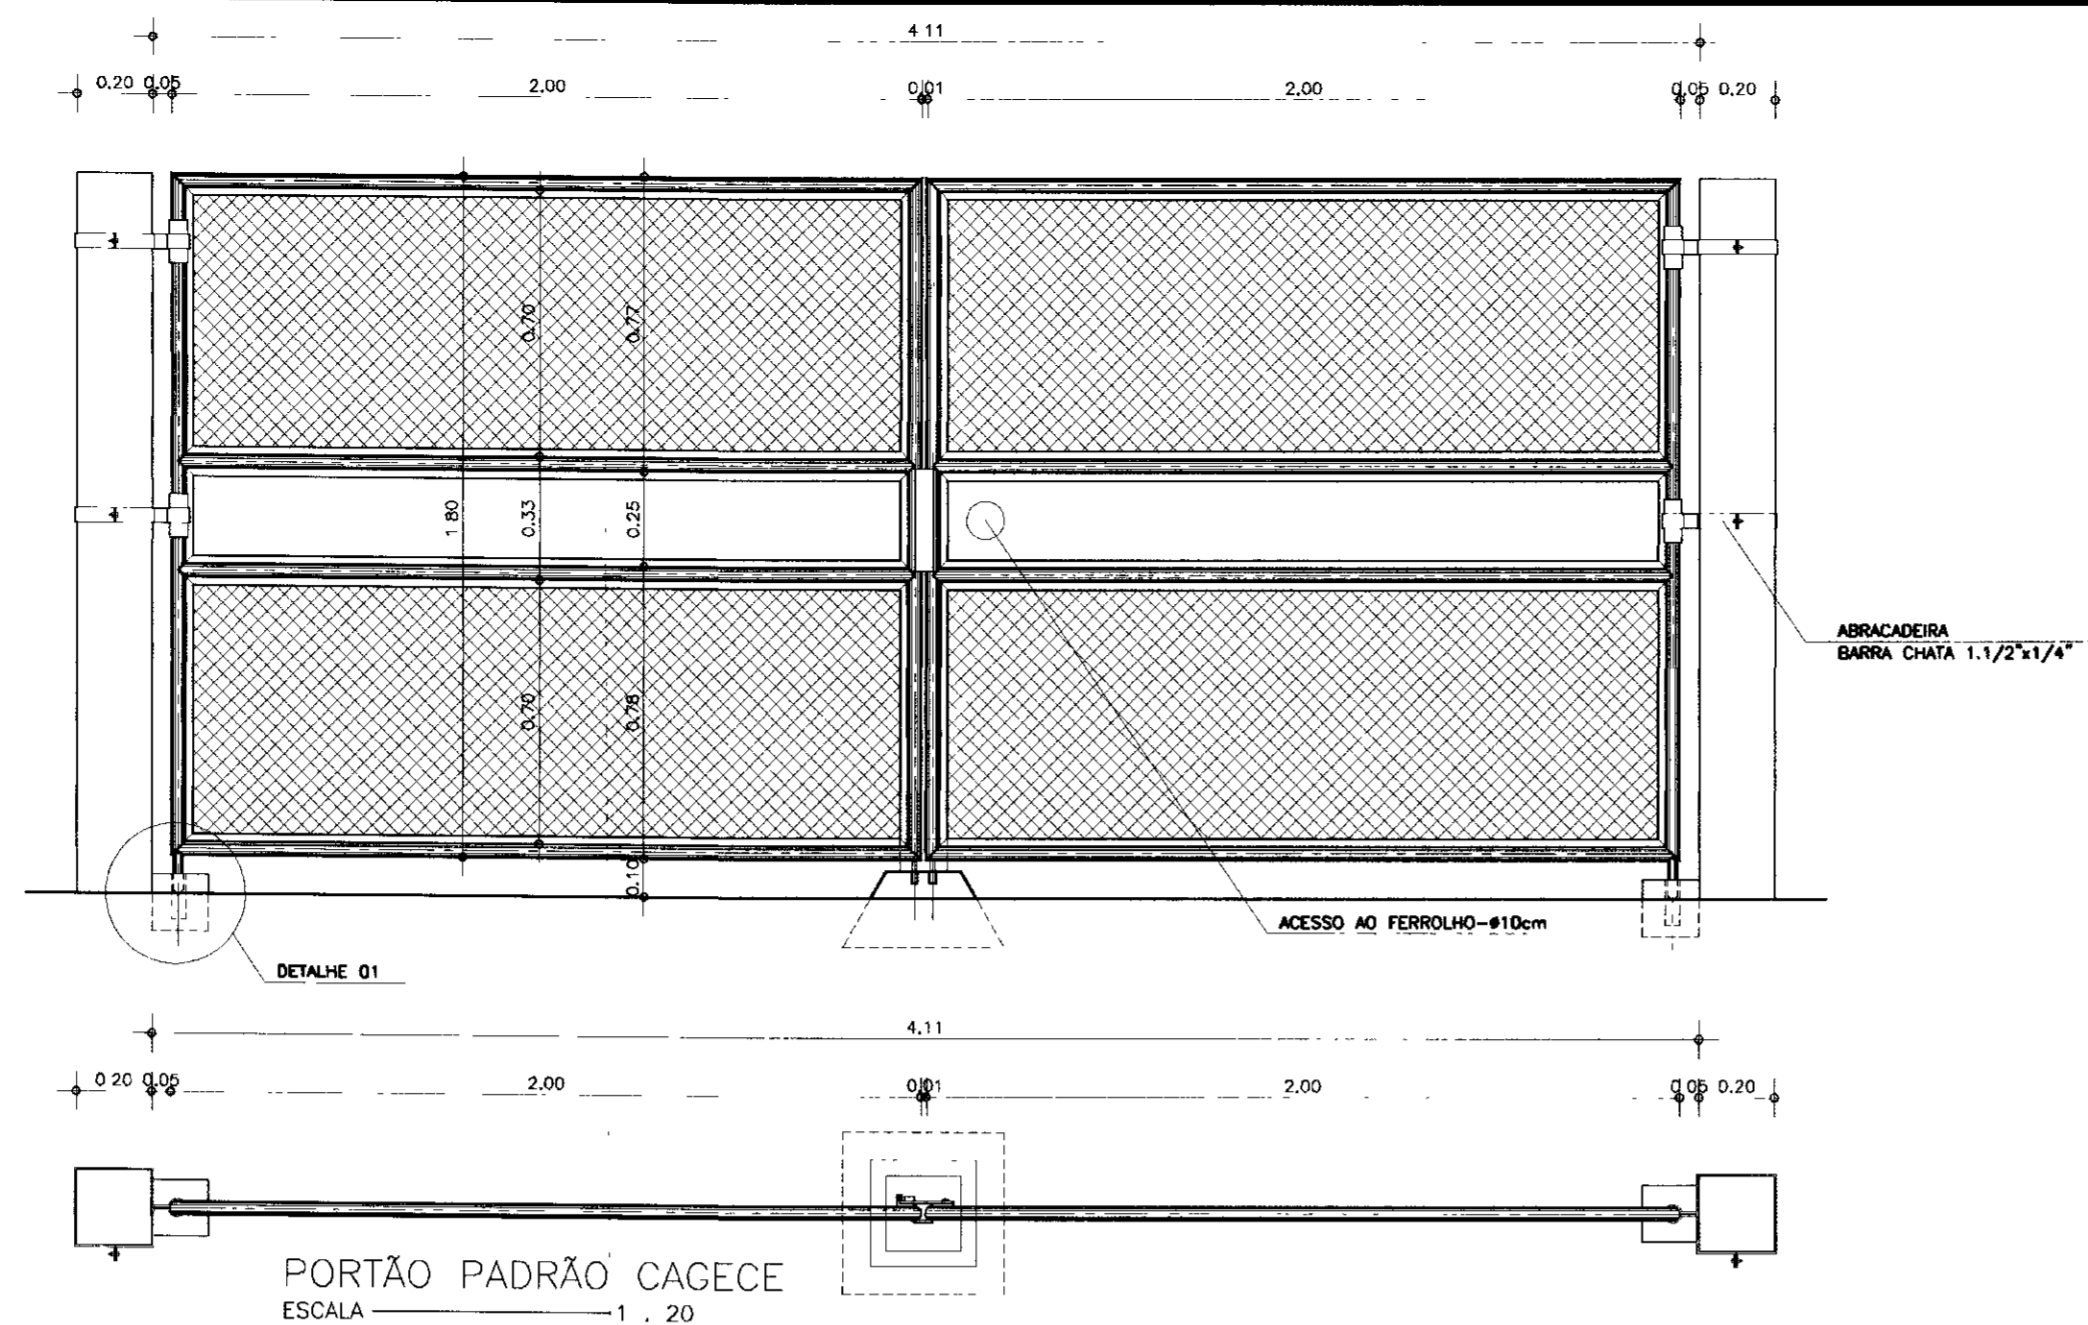 4 11
0.20 0.05 2.00 0.01 2.00 0.05 0.20
0.70 0.77
1 80 0.33 0.25
0.70 0.78
0.10
ABRACADEIRA
BARRA CHATA 1.1/2"x1/4"
ACESSO AO FERROLHO-ø10cm
DETALHE 01
4.11
0 20 0.05 2.00 0.01 2.00 0 05 0.20
PORTÃO PADRÃO CAGECE
ESCALA 1 . 20